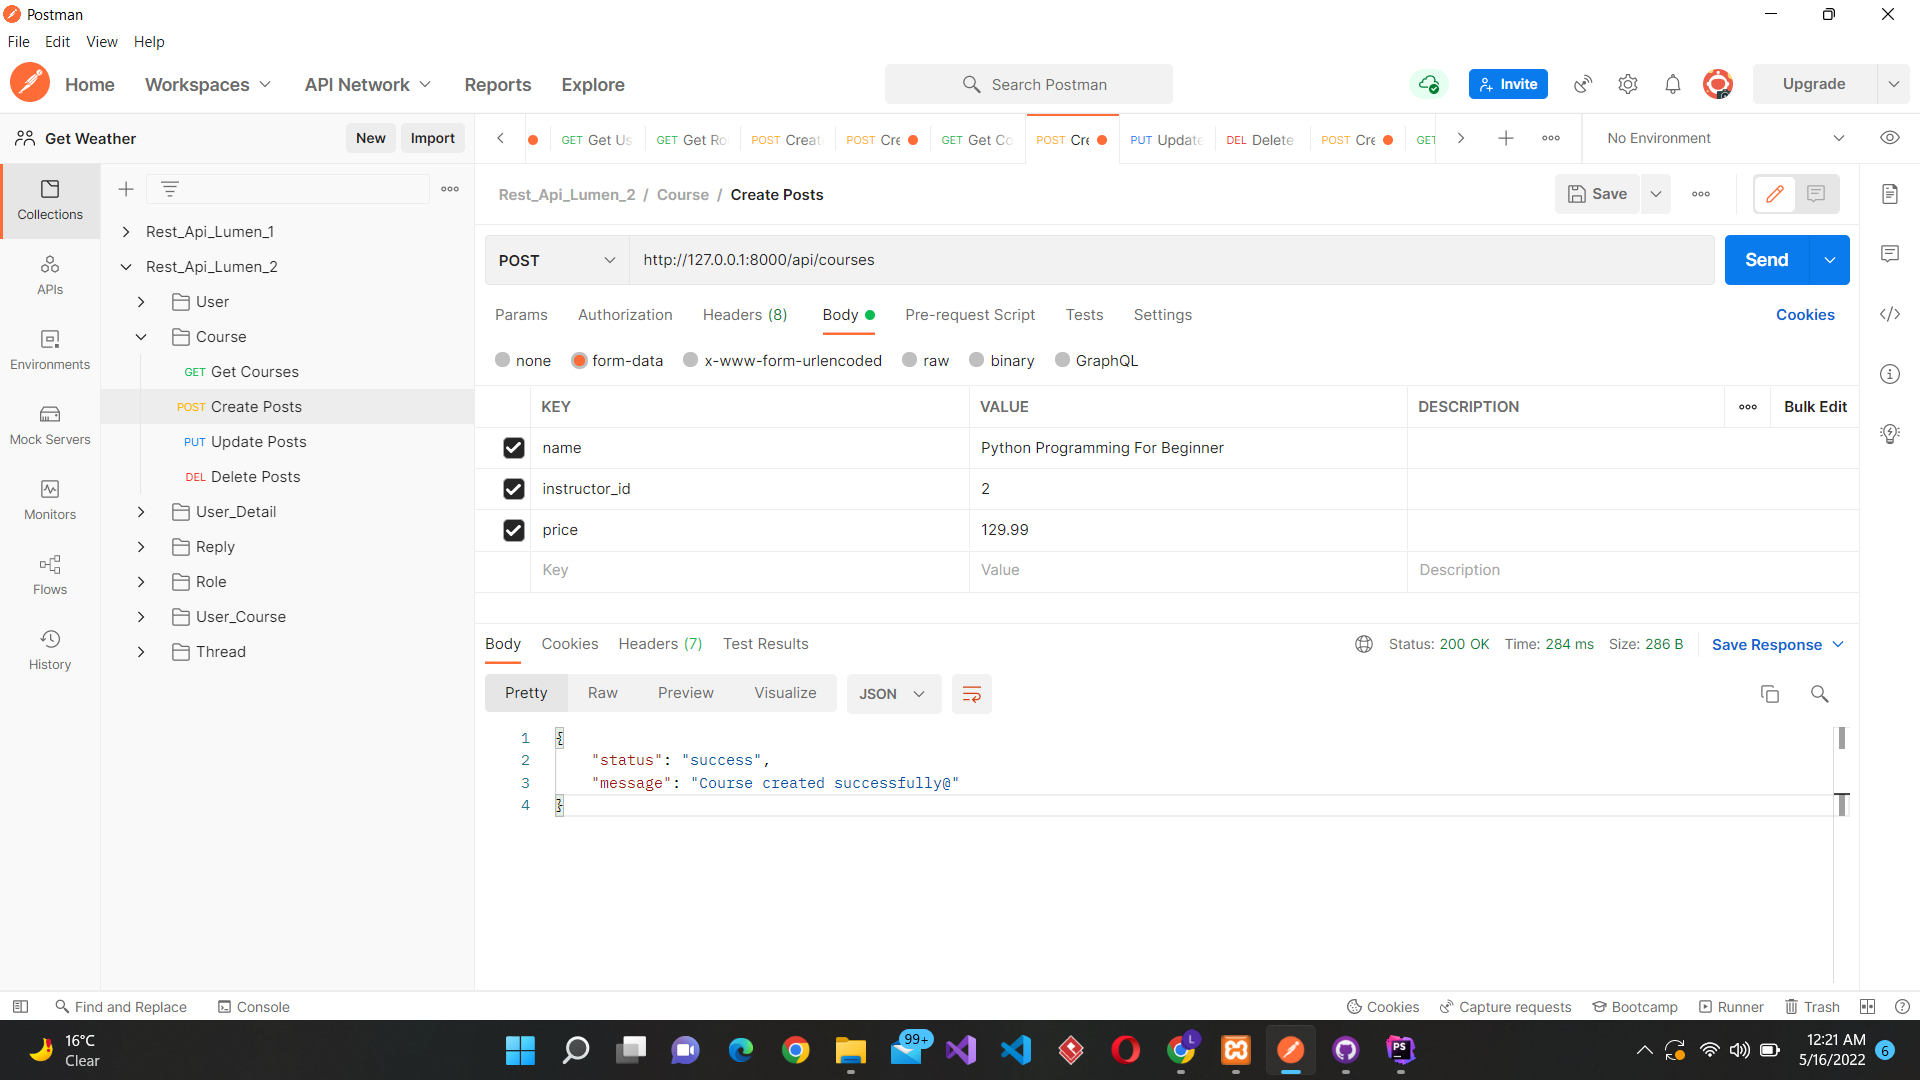 Postman
File Edit View Help
Home Workspaces API Network Reports Explore Search Postman Invite Upgrade
Get Weather New Import GET Get Us GET Get Ro POST Creat POST Cre GET Get Co POST Cre PUT Update DEL Delete POST Cre GET No Environment
Collections
APIs
Environments
Mock Servers
Monitors
Flows
History
Rest_Api_Lumen_1
Rest_Api_Lumen_2
User
Course
GET Get Courses
POST Create Posts
PUT Update Posts
DEL Delete Posts
User_Detail
Reply
Role
User_Course
Thread
Rest_Api_Lumen_2 / Course / Create Posts Save
POST http://127.0.0.1:8000/api/courses Send
Params Authorization Headers (8) Body Pre-request Script Tests Settings Cookies
none form-data x-www-form-urlencoded raw binary GraphQL
KEY VALUE DESCRIPTION Bulk Edit
name Python Programming For Beginner
instructor_id 2
price 129.99
Key Value Description
Body Cookies Headers (7) Test Results Status: 200 OK Time: 284 ms Size: 286 B Save Response
Pretty Raw Preview Visualize JSON
1 {
2 "status": "success",
3 "message": "Course created successfully@"
4 }
Find and Replace Console Cookies Capture requests Bootcamp Runner Trash
16°C
Clear
99+
L
PS
12:21 AM
5/16/2022
6